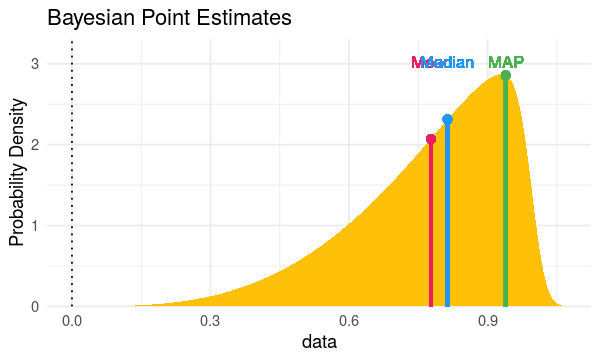 Bayesian Point Estimates
Median MAP
3
2
1
0
Probability Density
0.0 0.3 0.6 0.9
data